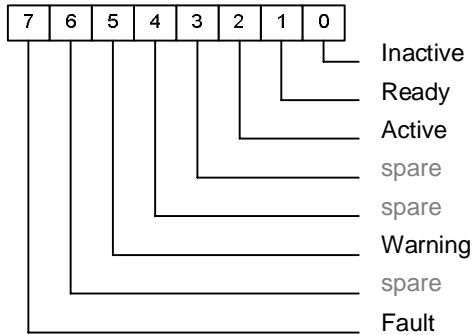 7 6 5 4 3 2 1 0
Inactive
Ready
Active
spare
spare
Warning
spare
Fault